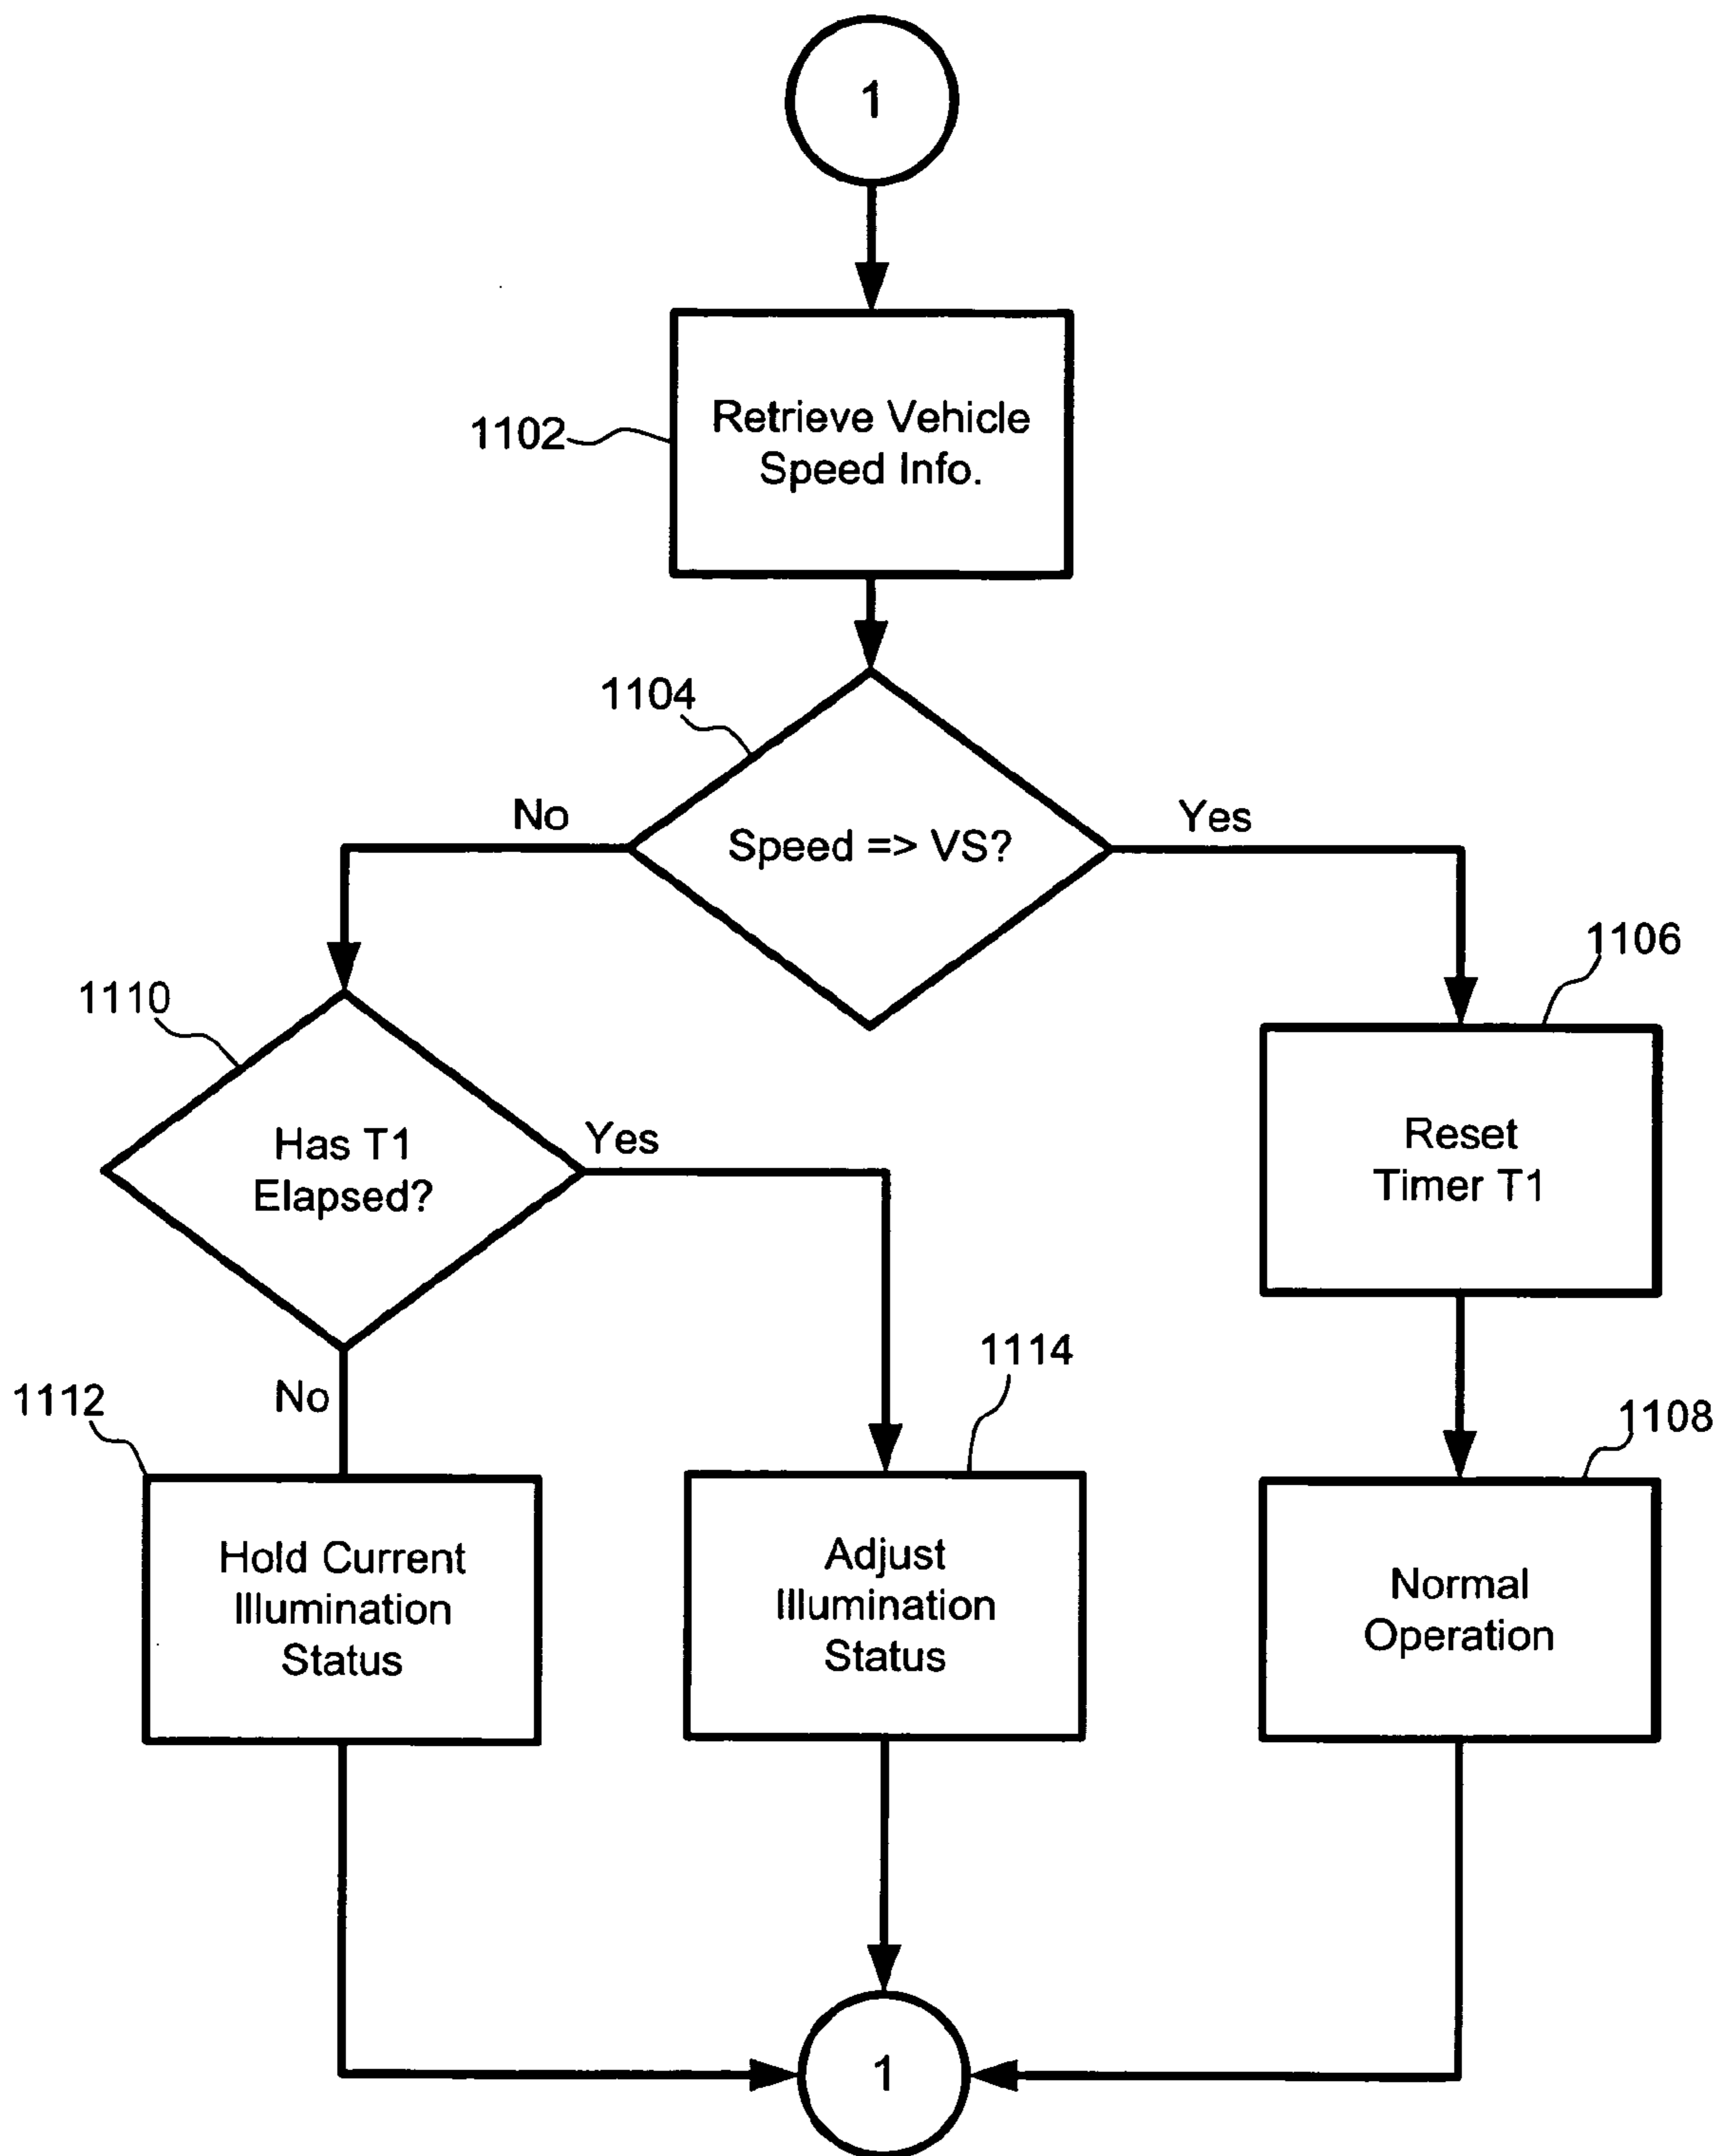 1
1102
Retrieve Vehicle
Speed Info.
1104
No
Speed => VS?
Yes
1106
1110
Has T1
Elapsed?
Yes
Reset
Timer T1
1114
1112
No
1108
Hold Current
Illumination
Status
Adjust
Illumination
Status
Normal
Operation
1